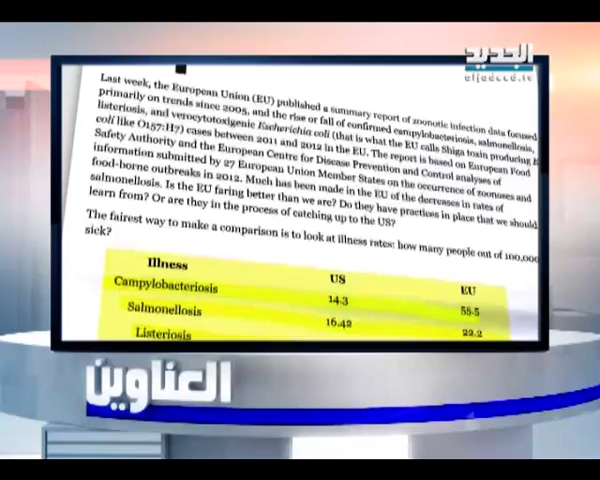 الجديد
aljadeed.tv
Last week, the European Union (EU) published a summary report of zoonotic infection data focused
primarily on trends since 2005, and the rise or fall of confirmed campylobacteriosis, salmonellosis,
listeriosis, and verocytotoxigenic Escherichia coli (that is what the EU calls Shiga toxin producing E
coli like O157:H7) cases between 2011 and 2012 in the EU. The report is based on European Food
Safety Authority and the European Centre for Disease Prevention and Control analyses of
information submitted by 27 European Union Member States on the occurrence of zoonoses and
food-borne outbreaks in 2012. Much has been made in the EU of the decreases in rates of
salmonellosis. Is the EU faring better than we are? Do they have practices in place that we should
learn from? Or are they in the process of catching up to the US?
The fairest way to make a comparison is to look at illness rates: how many people out of 100,000
sick?
Illness US EU
Campylobacteriosis 14.3 55.5
Salmonellosis 16.42 22.2
Listeriosis
العناوين